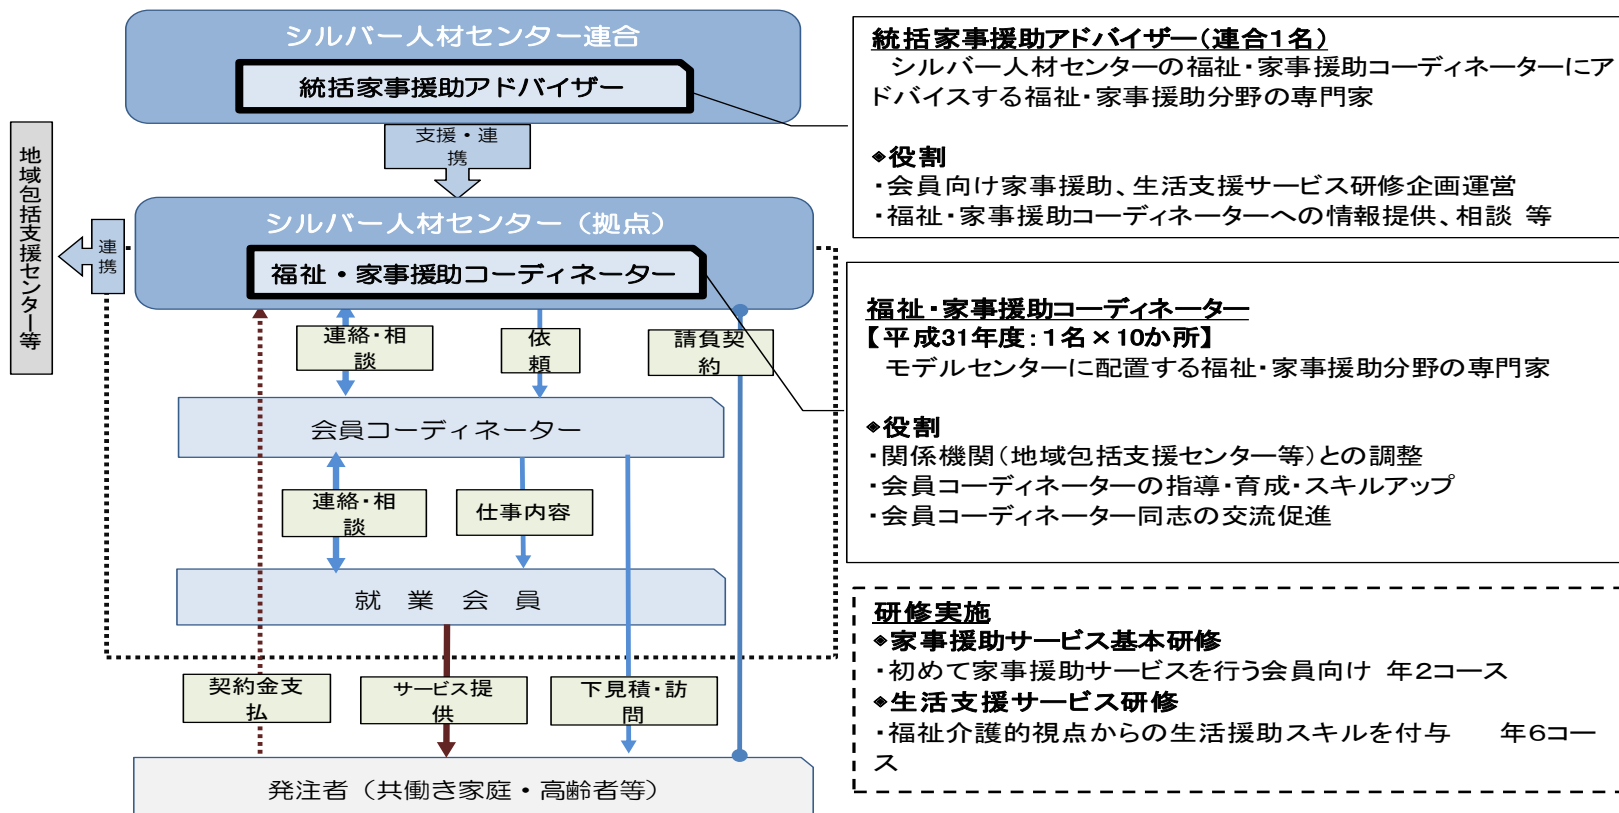 シルバー人材センター連合
統括家事援助アドバイザー
支援・連
携
地域包括支援センター等
連
携
シルバー人材センター（拠点）
福祉・家事援助コーディネーター
連絡・相
談
依
頼
請負契
約
会員コーディネーター
連絡・相
談
仕事内容
就　業　会　員
契約金支
払
サービス提
供
下見積・訪
問
発注者（共働き家庭・高齢者等）
統括家事援助アドバイザー（連合１名）
シルバー人材センターの福祉・家事援助コーディネーターにア
ドバイスする福祉・家事援助分野の専門家
◈役割
・会員向け家事援助、生活支援サービス研修企画運営
・福祉・家事援助コーディネーターへの情報提供、相談 等
福祉・家事援助コーディネーター
【平成31年度：１名×10か所】
モデルセンターに配置する福祉・家事援助分野の専門家
◈役割
・関係機関（地域包括支援センター等）との調整
・会員コーディネーターの指導・育成・スキルアップ
・会員コーディネーター同志の交流促進
研修実施
◈家事援助サービス基本研修
・初めて家事援助サービスを行う会員向け 年２コース
◈生活支援サービス研修
・福祉介護的視点からの生活援助スキルを付与　　年６コー
ス